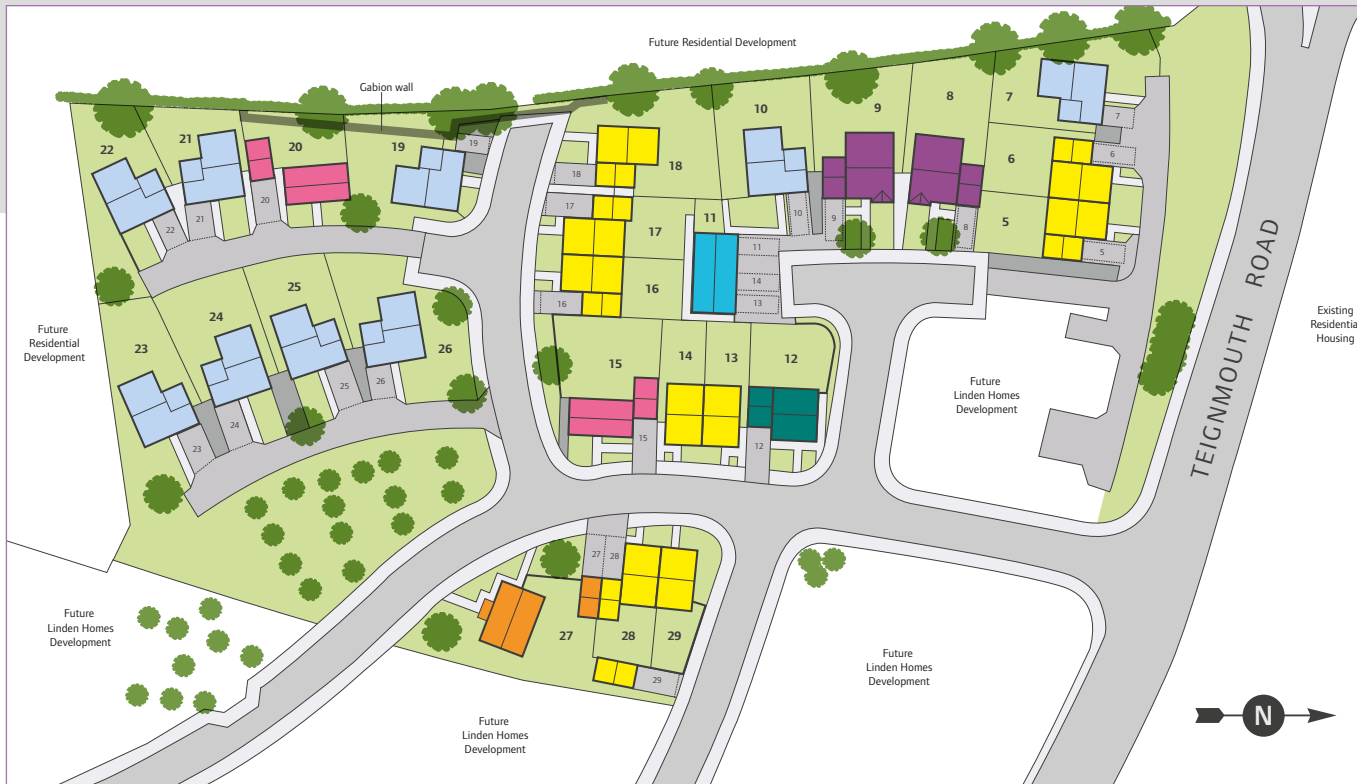 Future Residential Development
Gabion wall
22
21
20
19
19
22
21
20
18
18
17
17
16
16
10
10
9
9
8
8
7
7
6
6
5
5
11
11
14
13
15
14
13
12
15
12
Future
Residential
Development
23
24
25
26
23
24
25
26
Future
Linden Homes
Development
TEIGNMOUTH ROAD
Existing
Residential
Housing
27
28
27
28
29
29
Future
Linden Homes
Development
Future
Linden Homes
Development
Future
Linden Homes
Development
N